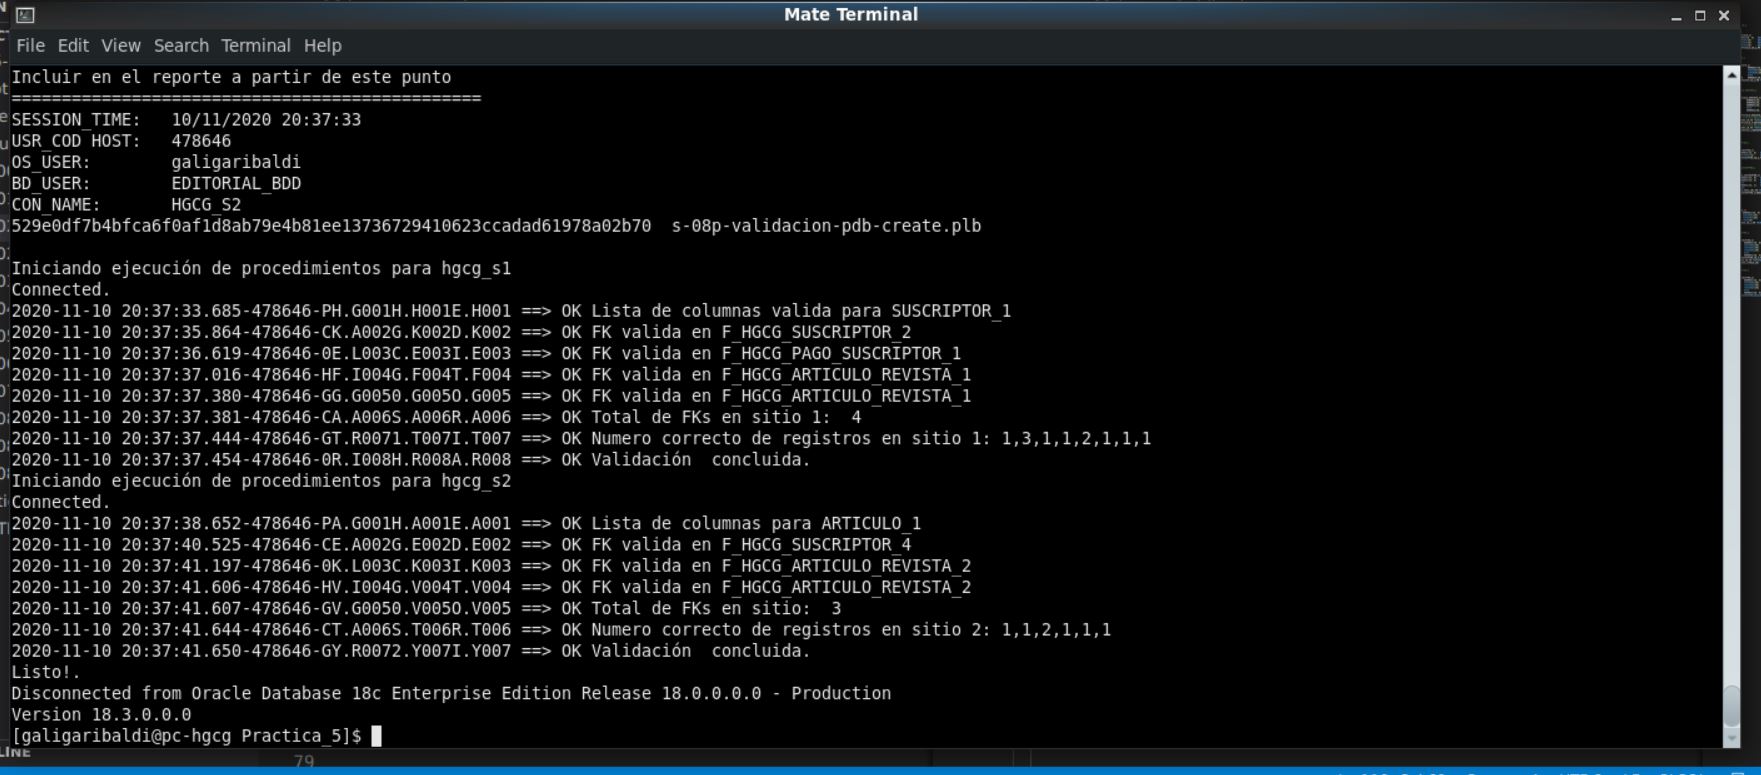 Mate Terminal
File Edit View Search Terminal Help
Incluir en el reporte a partir de este punto
===============================================
SESSION_TIME: 10/11/2020 20:37:33
USR_COD_HOST: 478646
OS_USER: galigaribaldi
BD_USER: EDITORIAL_BDD
CON_NAME: HGCG_S2
529e0df7b4bfca6f0af1d8ab79e4b81ee13736729410623ccadad61978a02b70 s-08p-validacion-pdb-create.plb
Iniciando ejecución de procedimientos para hgcg_s1
Connected.
2020-11-10 20:37:33.685-478646-PH.G001H.H001E.H001 ==> OK Lista de columnas valida para SUSCRIPTOR_1
2020-11-10 20:37:35.864-478646-CK.A002G.K002D.K002 ==> OK FK valida en F_HGCG_SUSCRIPTOR_2
2020-11-10 20:37:36.619-478646-0E.L003C.E003I.E003 ==> OK FK valida en F_HGCG_PAGO_SUSCRIPTOR_1
2020-11-10 20:37:37.016-478646-HF.I004G.F004T.F004 ==> OK FK valida en F_HGCG_ARTICULO_REVISTA_1
2020-11-10 20:37:37.380-478646-GG.G0050.G005O.G005 ==> OK FK valida en F_HGCG_ARTICULO_REVISTA_1
2020-11-10 20:37:37.381-478646-CA.A006S.A006R.A006 ==> OK Total de FKs en sitio 1: 4
2020-11-10 20:37:37.444-478646-GT.R0071.T007I.T007 ==> OK Numero correcto de registros en sitio 1: 1,3,1,1,2,1,1,1
2020-11-10 20:37:37.454-478646-0R.I008H.R008A.R008 ==> OK Validación concluida.
Iniciando ejecución de procedimientos para hgcg_s2
Connected.
2020-11-10 20:37:38.652-478646-PA.G001H.A001E.A001 ==> OK Lista de columnas para ARTICULO_1
2020-11-10 20:37:40.525-478646-CE.A002G.E002D.E002 ==> OK FK valida en F_HGCG_SUSCRIPTOR_4
2020-11-10 20:37:41.197-478646-0K.L003C.K003I.K003 ==> OK FK valida en F_HGCG_ARTICULO_REVISTA_2
2020-11-10 20:37:41.606-478646-HV.I004G.V004T.V004 ==> OK FK valida en F_HGCG_ARTICULO_REVISTA_2
2020-11-10 20:37:41.607-478646-GV.G0050.V005O.V005 ==> OK Total de FKs en sitio: 3
2020-11-10 20:37:41.644-478646-CT.A006S.T006R.T006 ==> OK Numero correcto de registros en sitio 2: 1,1,2,1,1,1
2020-11-10 20:37:41.650-478646-GY.R0072.Y007I.Y007 ==> OK Validación concluida.
Listo!.
Disconnected from Oracle Database 18c Enterprise Edition Release 18.0.0.0.0 - Production
Version 18.3.0.0.0
[galigaribaldi@pc-hgcg Practica_5]$
79